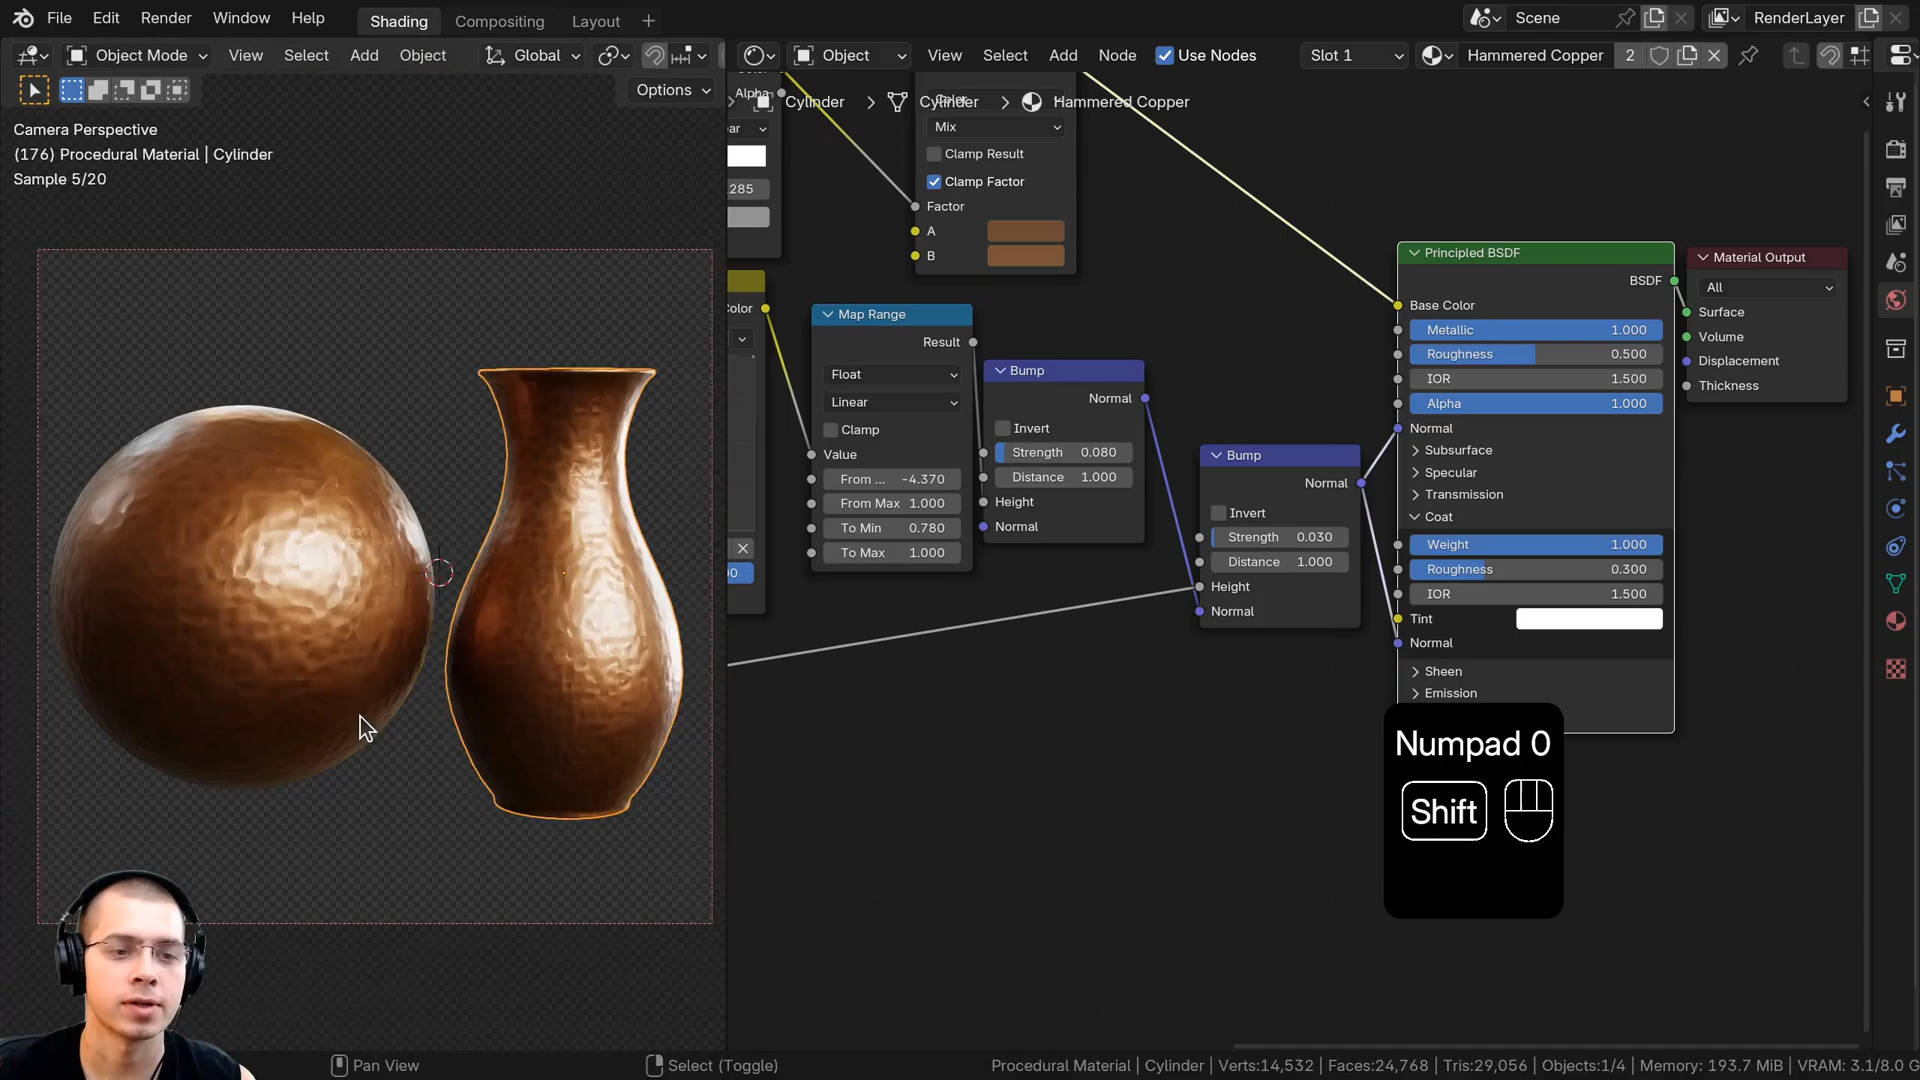 File Edit Render Window Help Shading Compositing Layout Scene RenderLayer
Object Mode View Select Add Object Global Object View Select Add Node Use Nodes Slot 1 Hammered Copper 2
Options
Camera Perspective
(176) Procedural Material | Cylinder
Sample 5/20
Alpha
Cylinder > Cylinder > Hammered Copper
Mix
Clamp Result
Clamp Factor
Factor
A
B
285
Color
Map Range
Result
Float
Linear
Clamp
Value
From ... -4.370
From Max 1.000
To Min 0.780
To Max 1.000
Bump
Normal
Invert
Strength 0.080
Distance 1.000
Height
Normal
Bump
Normal
Invert
Strength 0.030
Distance 1.000
Height
Normal
Principled BSDF
BSDF
Base Color
Metallic 1.000
Roughness 0.500
IOR 1.500
Alpha 1.000
Normal
Subsurface
Specular
Transmission
Coat
Weight 1.000
Roughness 0.300
IOR 1.500
Tint
Normal
Sheen
Emission
Material Output
All
Surface
Volume
Displacement
Thickness
Numpad 0
Shift
Pan View Select (Toggle) Procedural Material | Cylinder | Verts:14,532 | Faces:24,768 | Tris:29,056 | Objects:1/4 | Memory: 193.7 MiB | VRAM: 3.1/8.0 G